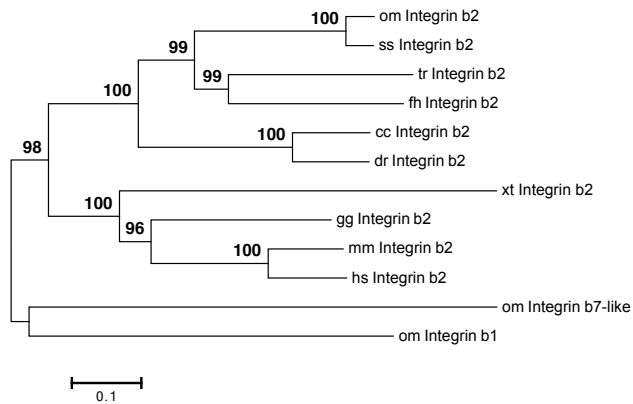 100
om Integrin b2
ss Integrin b2
99
99
tr Integrin b2
fh Integrin b2
100
100
cc Integrin b2
dr Integrin b2
98
100
xt Integrin b2
96
gg Integrin b2
100
mm Integrin b2
hs Integrin b2
om Integrin b7-like
om Integrin b1
0.1